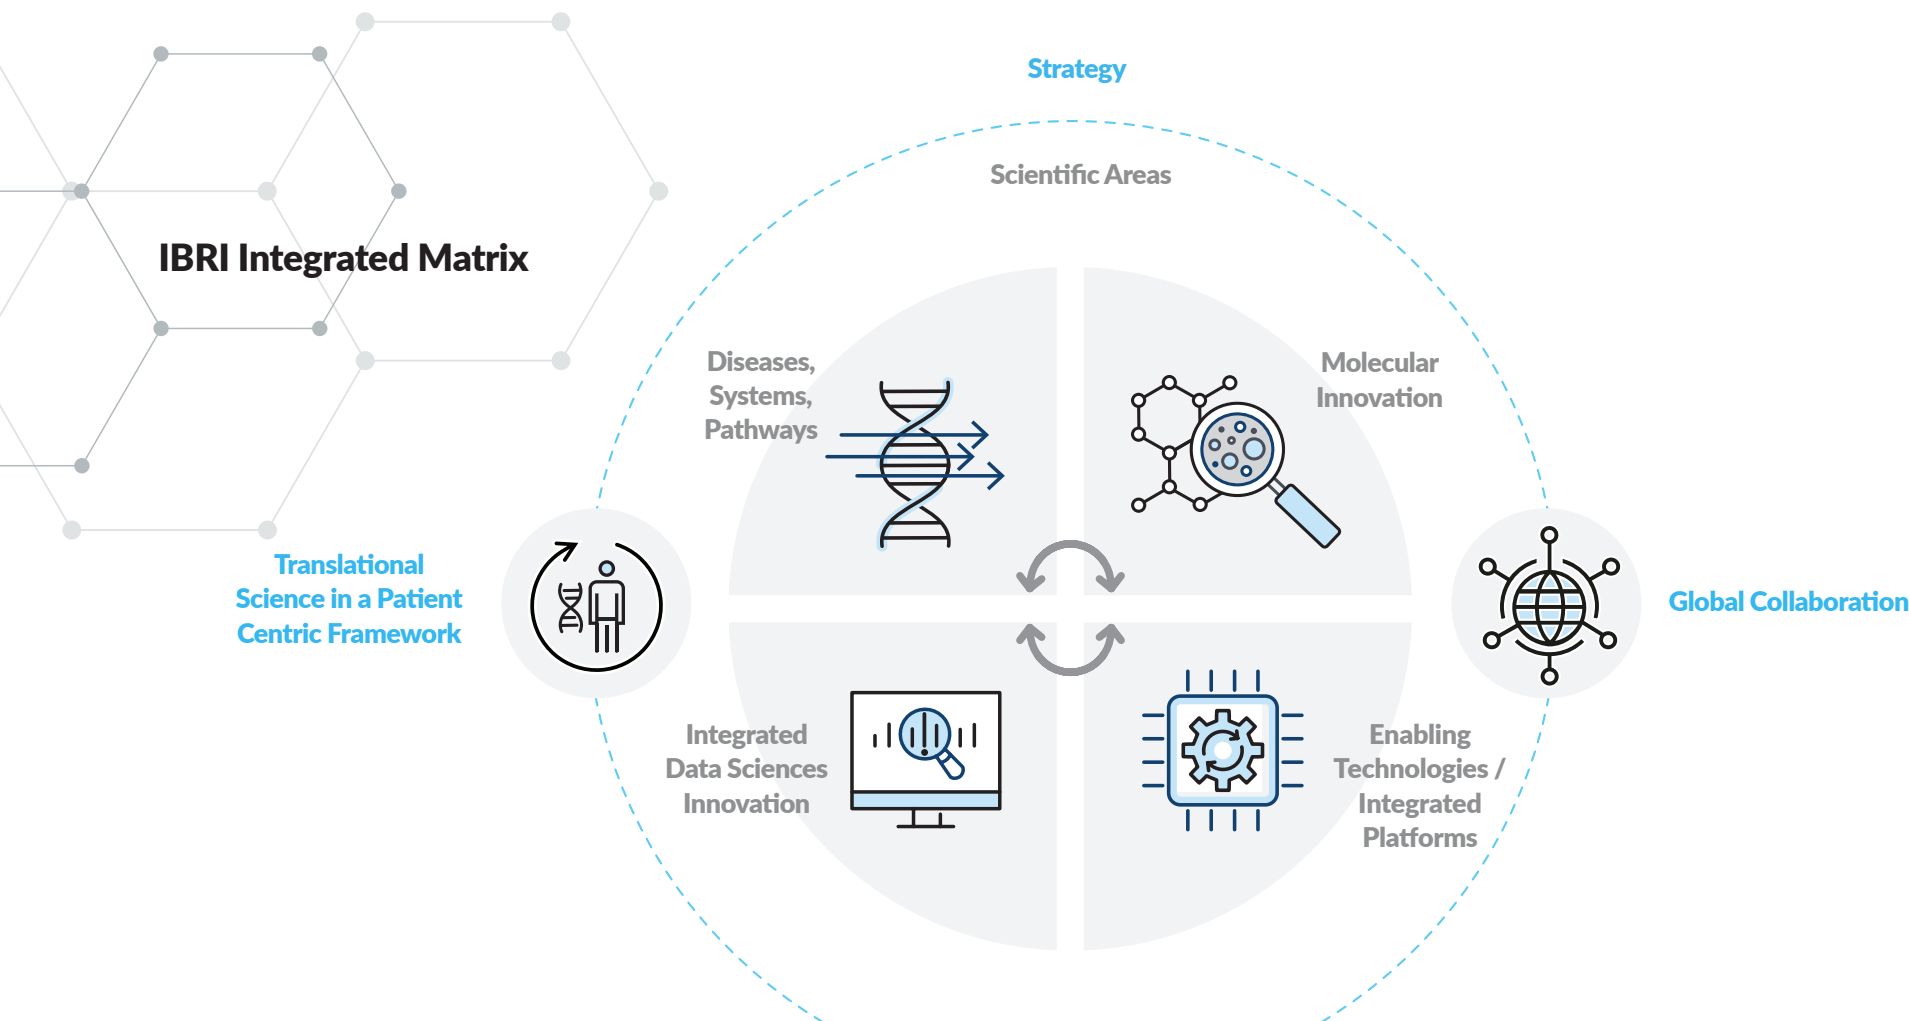 Strategy
Scientific Areas
IBRI Integrated Matrix
Diseases,
Systems,
Pathways
Molecular
Innovation
Translational
Science in a Patient
Centric Framework
Global Collaboration
Integrated
Data Sciences
Innovation
Enabling
Technologies /
Integrated
Platforms